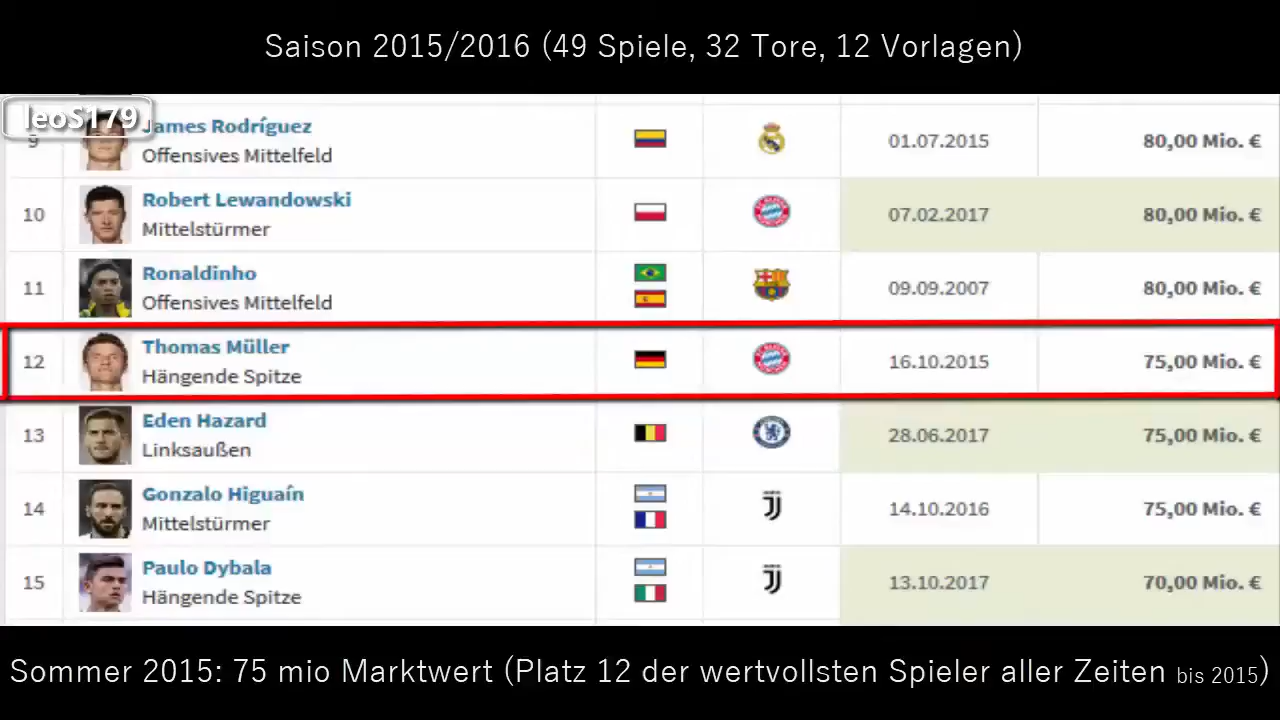 Saison 2015/2016 (49 Spiele, 32 Tore, 12 Vorlagen)
leoS179
9 James Rodríguez 01.07.2015 80,00 Mio. €
Offensives Mittelfeld
10 Robert Lewandowski 07.02.2017 80,00 Mio. €
Mittelstürmer
11 Ronaldinho 09.09.2007 80,00 Mio. €
Offensives Mittelfeld
12 Thomas Müller 16.10.2015 75,00 Mio. €
Hängende Spitze
13 Eden Hazard 28.06.2017 75,00 Mio. €
Linksaußen
14 Gonzalo Higuaín 14.10.2016 75,00 Mio. €
Mittelstürmer
15 Paulo Dybala 13.10.2017 70,00 Mio. €
Hängende Spitze
Sommer 2015: 75 mio Marktwert (Platz 12 der wertvollsten Spieler aller Zeiten bis 2015)